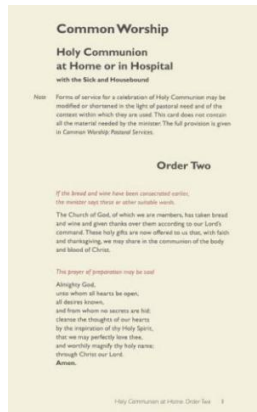 Common Worship
Holy Communion
at Home or in Hospital
with the Sick and Housebound
Note Forms of service for a celebration of Holy Communion may be
modified or shortened in the light of pastoral need and of the
context within which they are used. This card does not contain
all the material needed by the minister. The full provision is given
in Common Worship: Pastoral Services.
Order Two
If the bread and wine have been consecrated earlier,
the minister says these or other suitable words.
The Church of God, of which we are members, has taken bread
and wine and given thanks over them according to our Lord's
command. These holy gifts are now offered to us that, with faith
and thanksgiving, we may share in the communion of the body
and blood of Christ.
This prayer of preparation may be said
Almighty God,
unto whom all hearts be open,
all desires known,
and from whom no secrets are hid:
cleanse the thoughts of our hearts
by the inspiration of thy Holy Spirit,
that we may perfectly love thee,
and worthily magnify thy holy name;
through Christ our Lord.
Amen.
Holy Communion at Home: Order Two 1